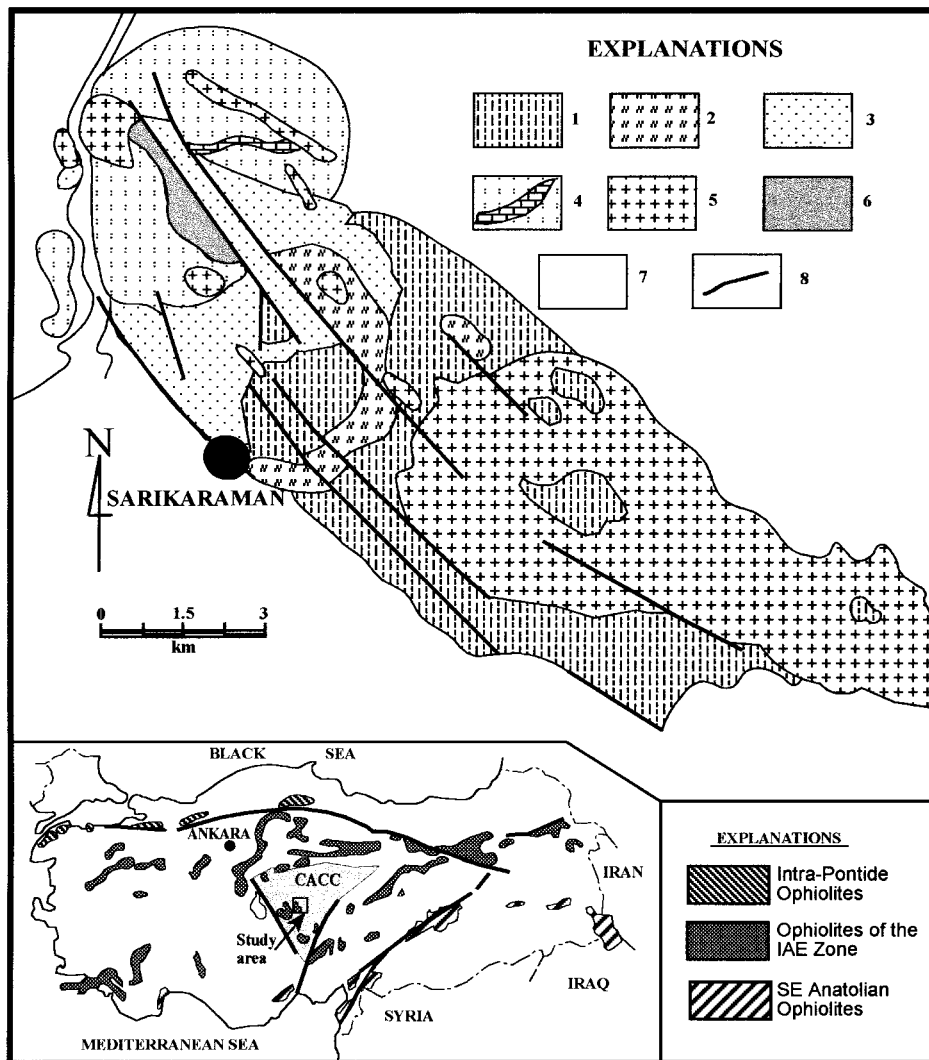 EXPLANATIONS
1
2
3
4
5
6
7
8
N
SARIKARAMAN
0 1.5 3
km
BLACK SEA
ANKARA
CACC
Study
area
IRAN
IRAQ
SYRIA
MEDITERRANEAN SEA
EXPLANATIONS
Intra-Pontide
Ophiolites
Ophiolites of the
IAE Zone
SE Anatolian
Ophiolites